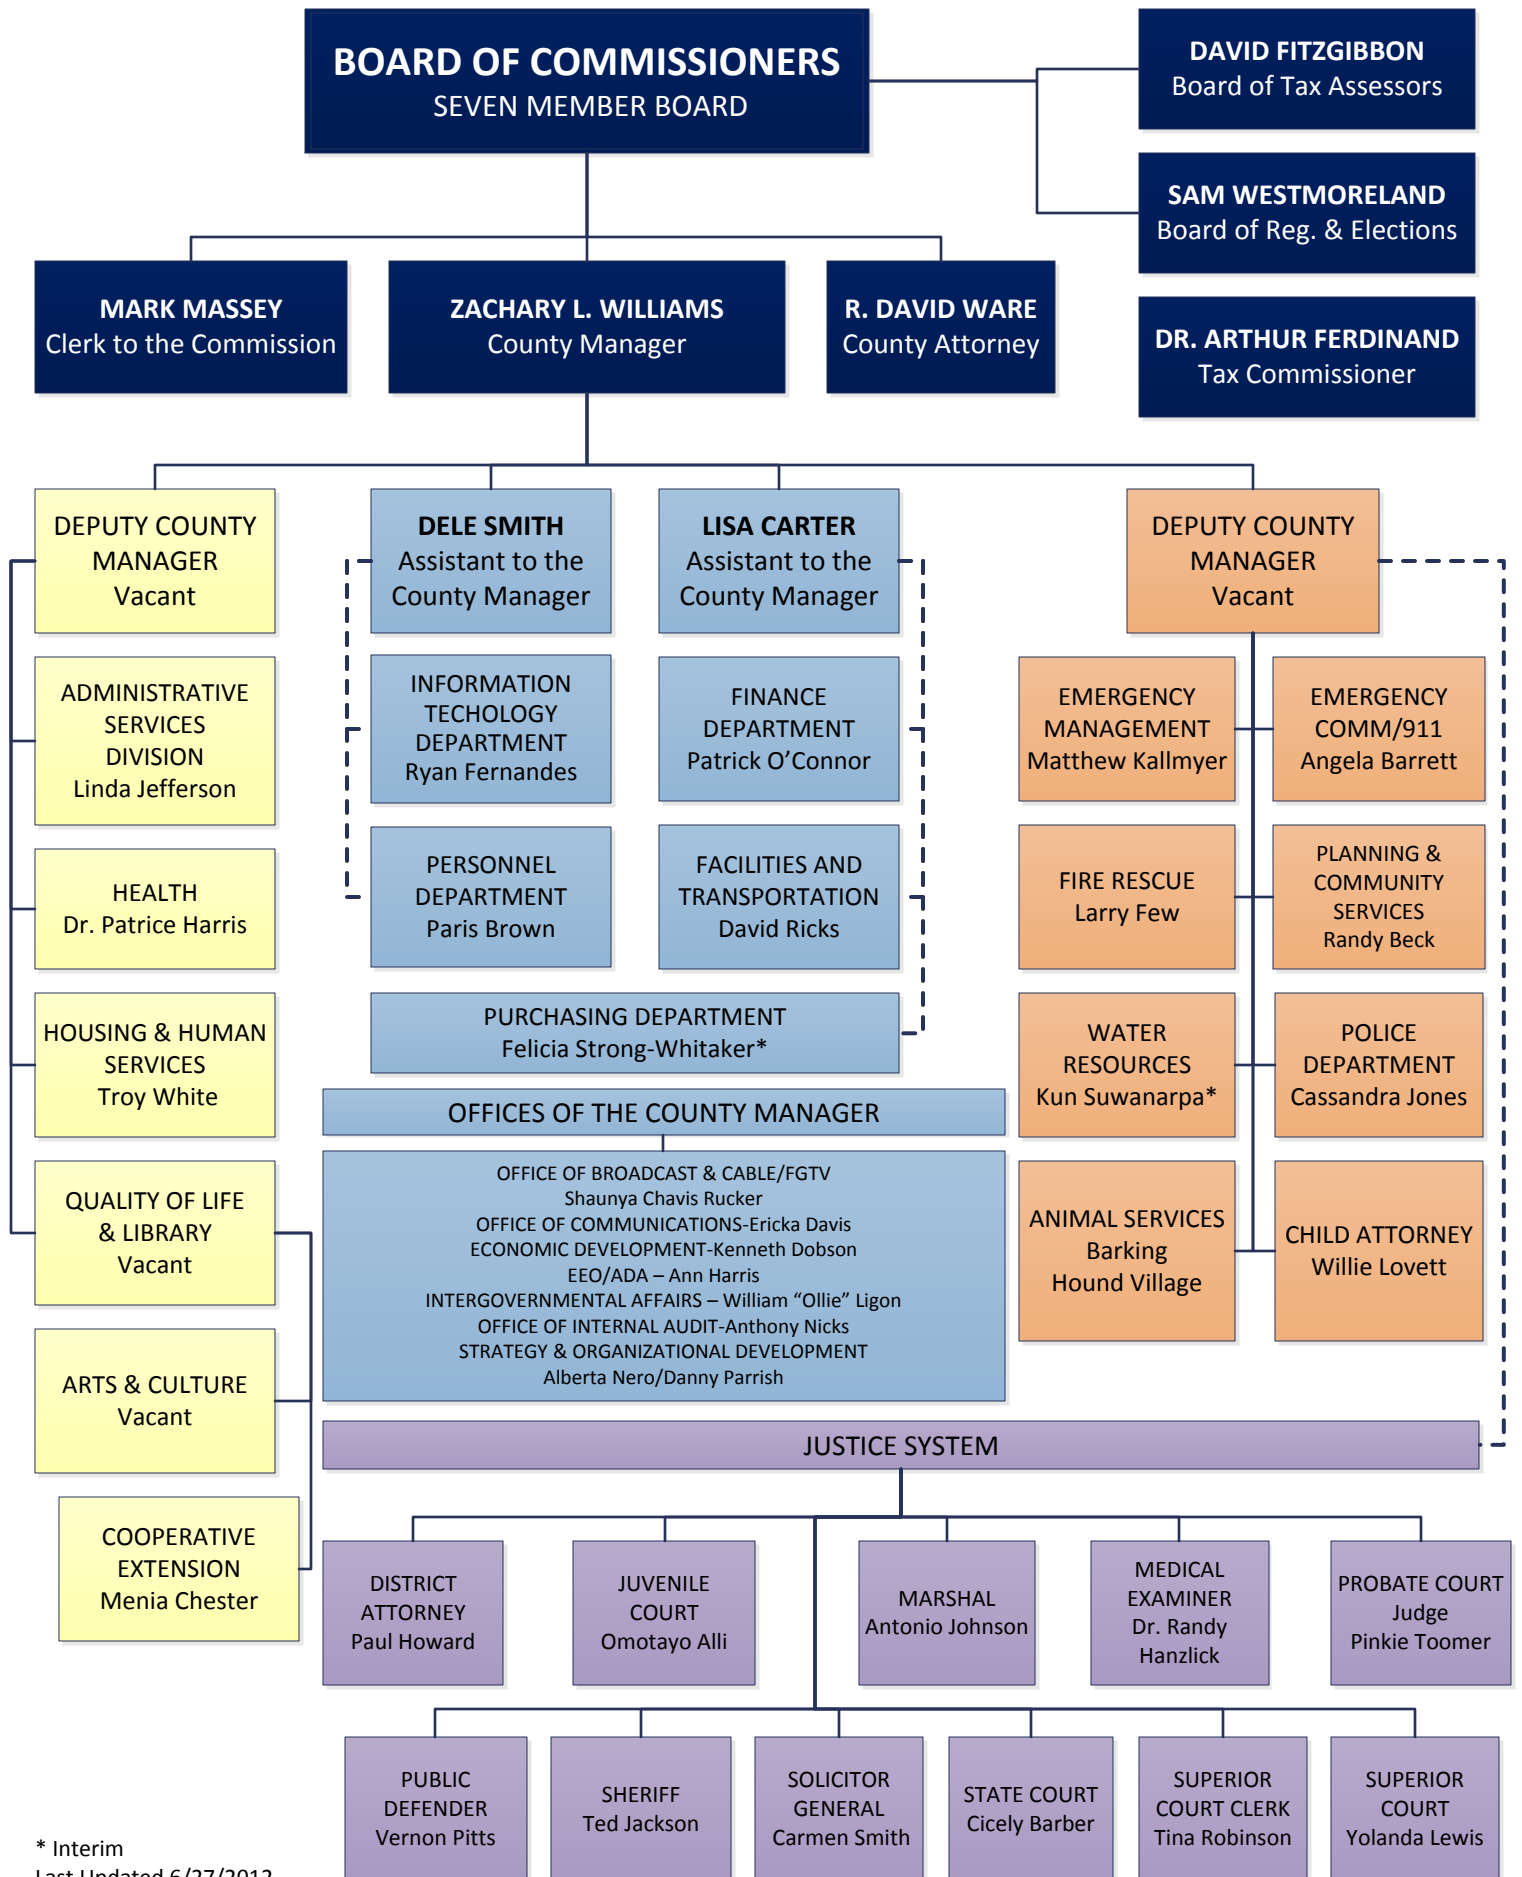 BOARD OF COMMISSIONERS
SEVEN MEMBER BOARD
DAVID FITZGIBBON
Board of Tax Assessors
SAM WESTMORELAND
Board of Reg. & Elections
MARK MASSEY
Clerk to the Commission
ZACHARY L. WILLIAMS
County Manager
R. DAVID WARE
County Attorney
DR. ARTHUR FERDINAND
Tax Commissioner
DEPUTY COUNTY
MANAGER
Vacant
ADMINISTRATIVE
SERVICES
DIVISION
Linda Jefferson
HEALTH
Dr. Patrice Harris
HOUSING & HUMAN
SERVICES
Troy White
QUALITY OF LIFE
& LIBRARY
Vacant
ARTS & CULTURE
Vacant
COOPERATIVE
EXTENSION
Menia Chester
DELE SMITH
Assistant to the
County Manager
INFORMATION
TECHOLOGY
DEPARTMENT
Ryan Fernandes
PERSONNEL
DEPARTMENT
Paris Brown
LISA CARTER
Assistant to the
County Manager
FINANCE
DEPARTMENT
Patrick O’Connor
FACILITIES AND
TRANSPORTATION
David Ricks
PURCHASING DEPARTMENT
Felicia Strong-Whitaker*
OFFICES OF THE COUNTY MANAGER
OFFICE OF BROADCAST & CABLE/FGTV
Shaunya Chavis Rucker
OFFICE OF COMMUNICATIONS-Ericka Davis
ECONOMIC DEVELOPMENT-Kenneth Dobson
EEO/ADA – Ann Harris
INTERGOVERNMENTAL AFFAIRS – William “Ollie” Ligon
OFFICE OF INTERNAL AUDIT-Anthony Nicks
STRATEGY & ORGANIZATIONAL DEVELOPMENT
Alberta Nero/Danny Parrish
DEPUTY COUNTY
MANAGER
Vacant
EMERGENCY
MANAGEMENT
Matthew Kallmyer
EMERGENCY
COMM/911
Angela Barrett
FIRE RESCUE
Larry Few
PLANNING &
COMMUNITY
SERVICES
Randy Beck
WATER
RESOURCES
Kun Suwanarpa*
POLICE
DEPARTMENT
Cassandra Jones
ANIMAL SERVICES
Barking
Hound Village
CHILD ATTORNEY
Willie Lovett
JUSTICE SYSTEM
DISTRICT
ATTORNEY
Paul Howard
JUVENILE
COURT
Omotayo Alli
MARSHAL
Antonio Johnson
MEDICAL
EXAMINER
Dr. Randy
Hanzlick
PROBATE COURT
Judge
Pinkie Toomer
PUBLIC
DEFENDER
Vernon Pitts
SHERIFF
Ted Jackson
SOLICITOR
GENERAL
Carmen Smith
STATE COURT
Cicely Barber
SUPERIOR
COURT CLERK
Tina Robinson
SUPERIOR
COURT
Yolanda Lewis
* Interim
Last Updated 6/27/2012